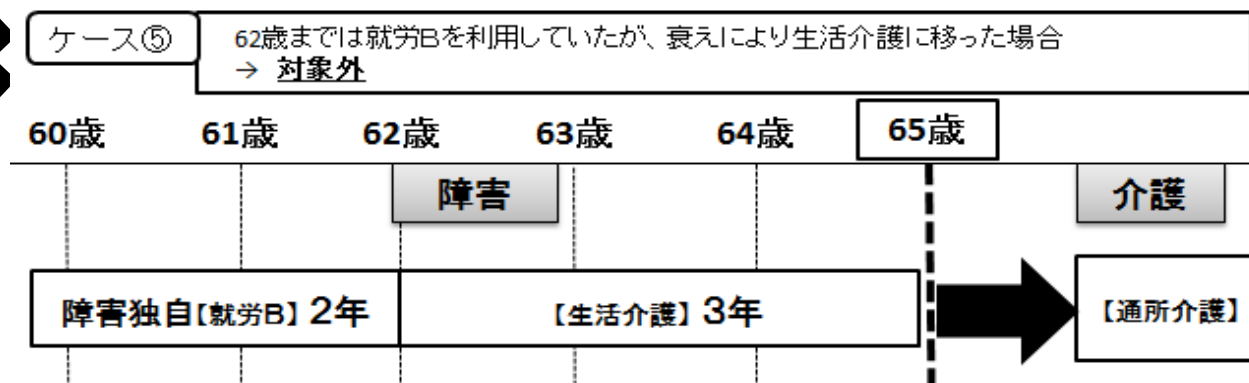 ケース⑤
62歳までは就労Bを利用していたが、衰えにより生活介護に移った場合
→ 対象外
60歳 61歳 62歳 63歳 64歳 65歳
障害 介護
障害独自【就労B】2年 【生活介護】3年 【通所介護】